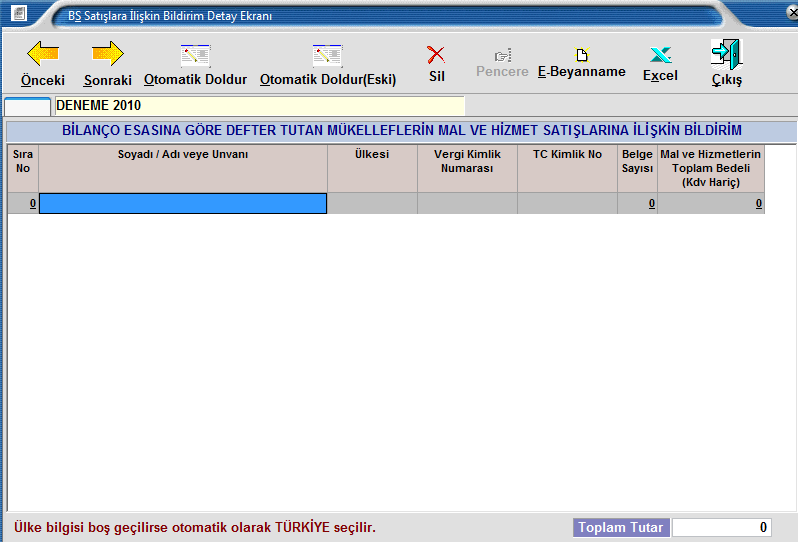 BS Satışlara İlişkin Bildirim Detay Ekranı
Önceki Sonraki Otomatik Doldur Otomatik Doldur(Eski) Sil Pencere E-Beyanname Excel Çıkış
DENEME 2010
BİLANÇO ESASINA GÖRE DEFTER TUTAN MÜKELLEFLERİN MAL VE HİZMET SATIŞLARINA İLİŞKİN BİLDİRİM
Sıra No Soyadı / Adı veye Unvanı Ülkesi Vergi Kimlik Numarası TC Kimlik No Belge Sayısı Mal ve Hizmetlerin Toplam Bedeli (Kdv Hariç)
0 0 0
Ülke bilgisi boş geçilirse otomatik olarak TÜRKİYE seçilir. Toplam Tutar 0